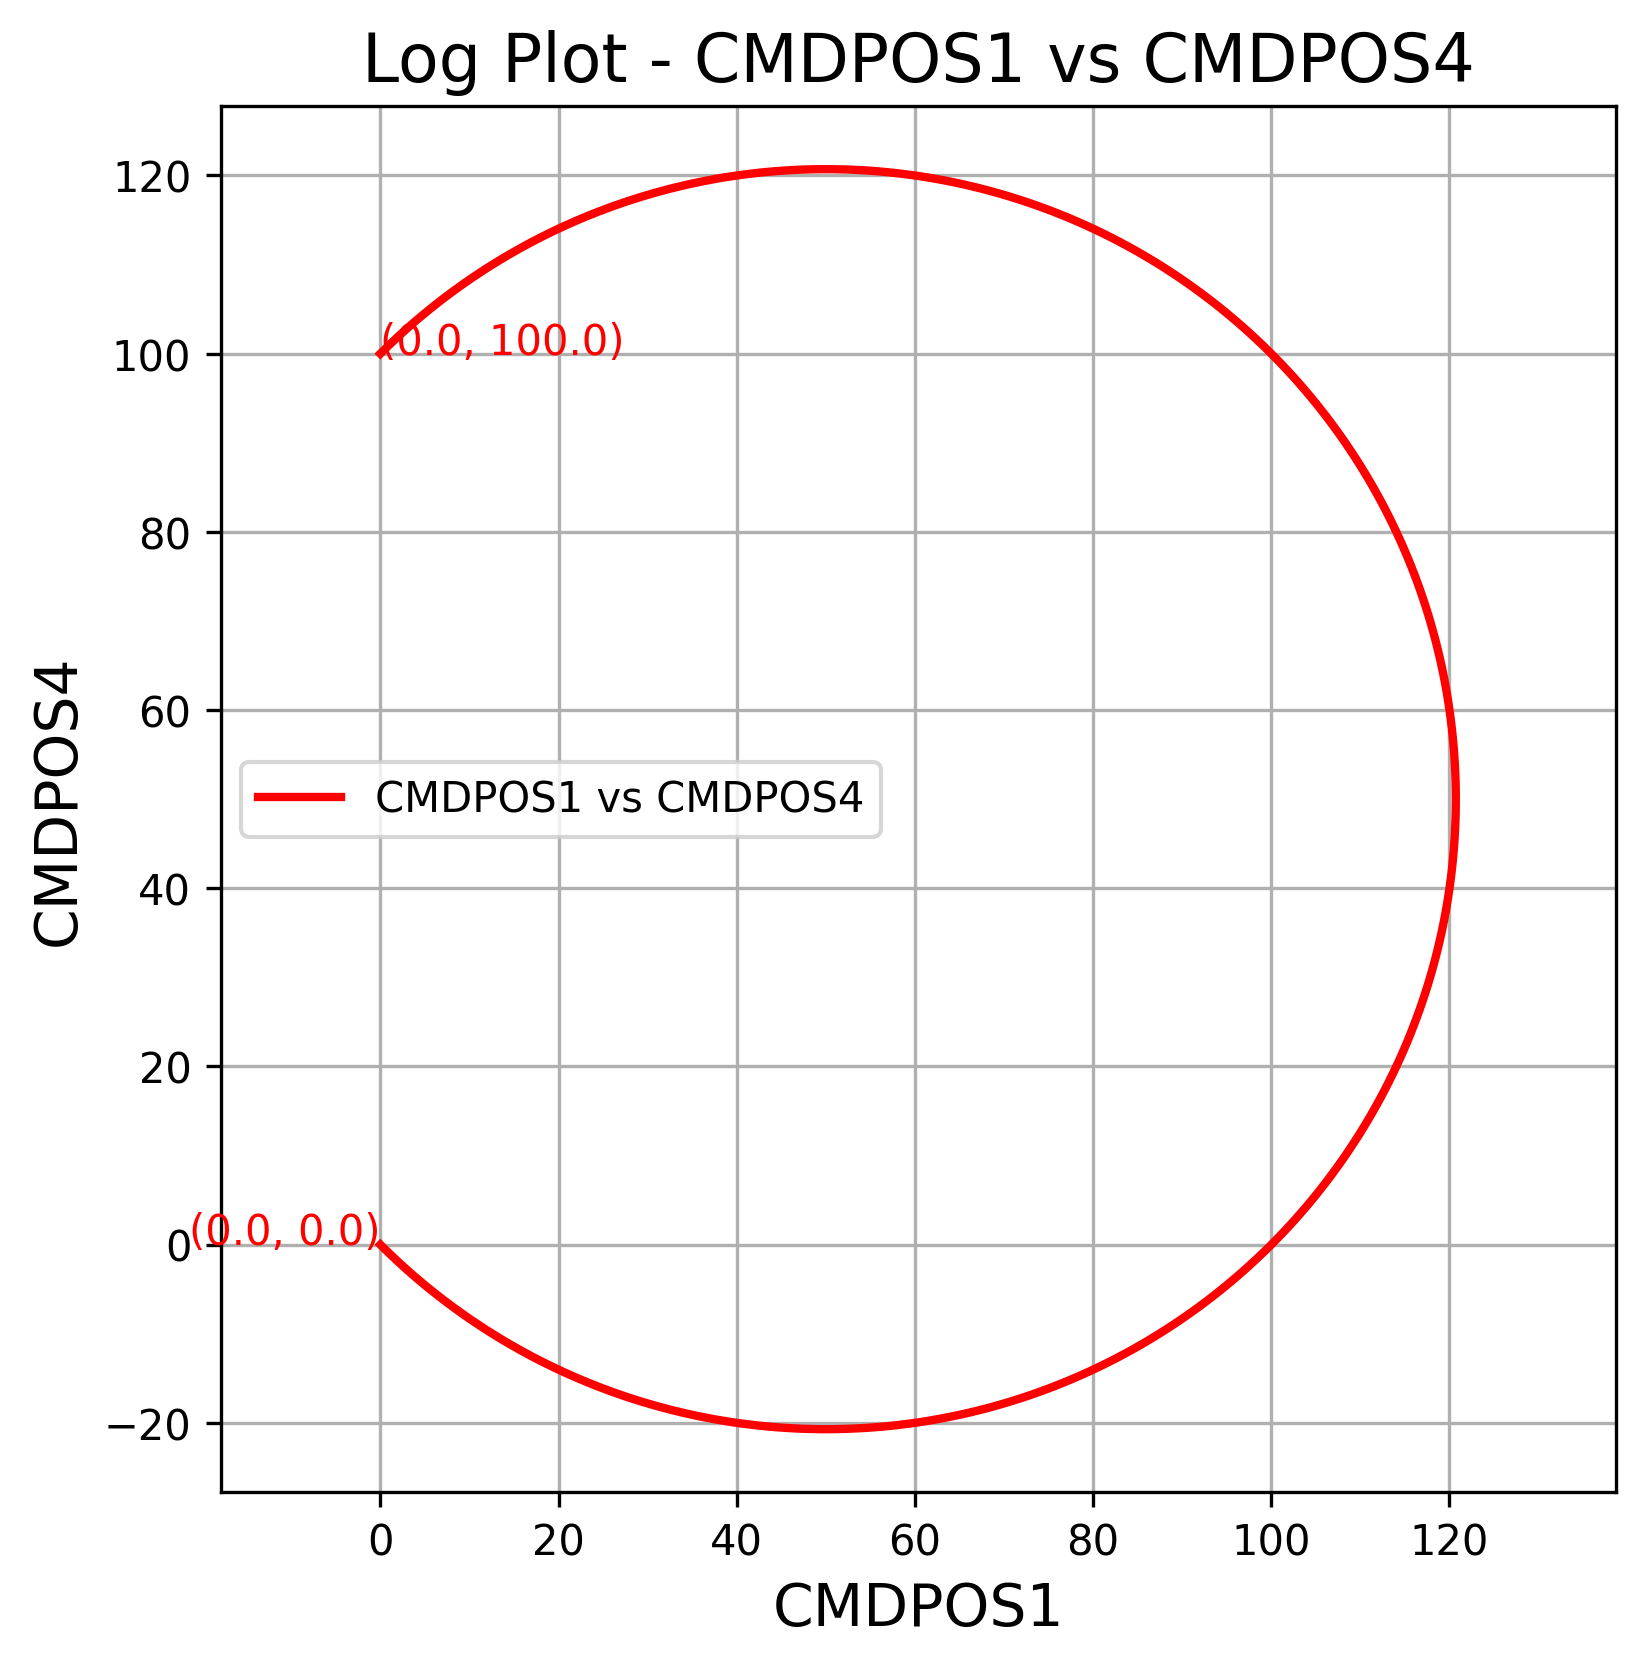 Log Plot - CMDPOS1 vs CMDPOS4
120
100
80
60
40
20
0
−20
CMDPOS4
(0.0, 100.0)
CMDPOS1 vs CMDPOS4
(0.0, 0.0)
0 20 40 60 80 100 120
CMDPOS1